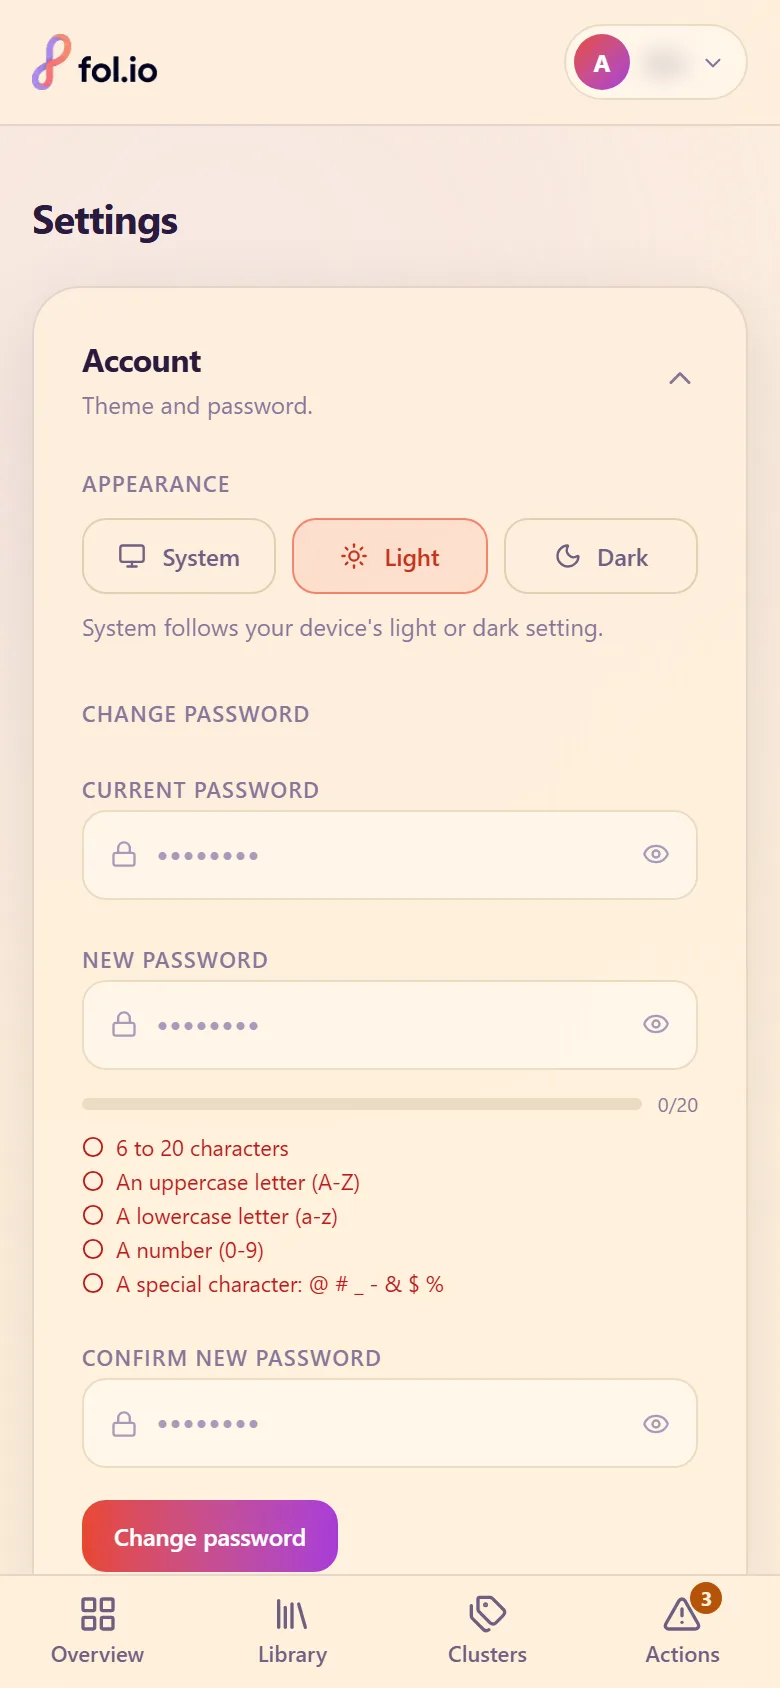 fol.io
A
Settings
Account
Theme and password.
APPEARANCE
System
Light
Dark
System follows your device's light or dark setting.
CHANGE PASSWORD
CURRENT PASSWORD
••••••••
NEW PASSWORD
••••••••
0/20
6 to 20 characters
An uppercase letter (A-Z)
A lowercase letter (a-z)
A number (0-9)
A special character: @ # _ - & $ %
CONFIRM NEW PASSWORD
••••••••
Change password
3
Overview
Library
Clusters
Actions